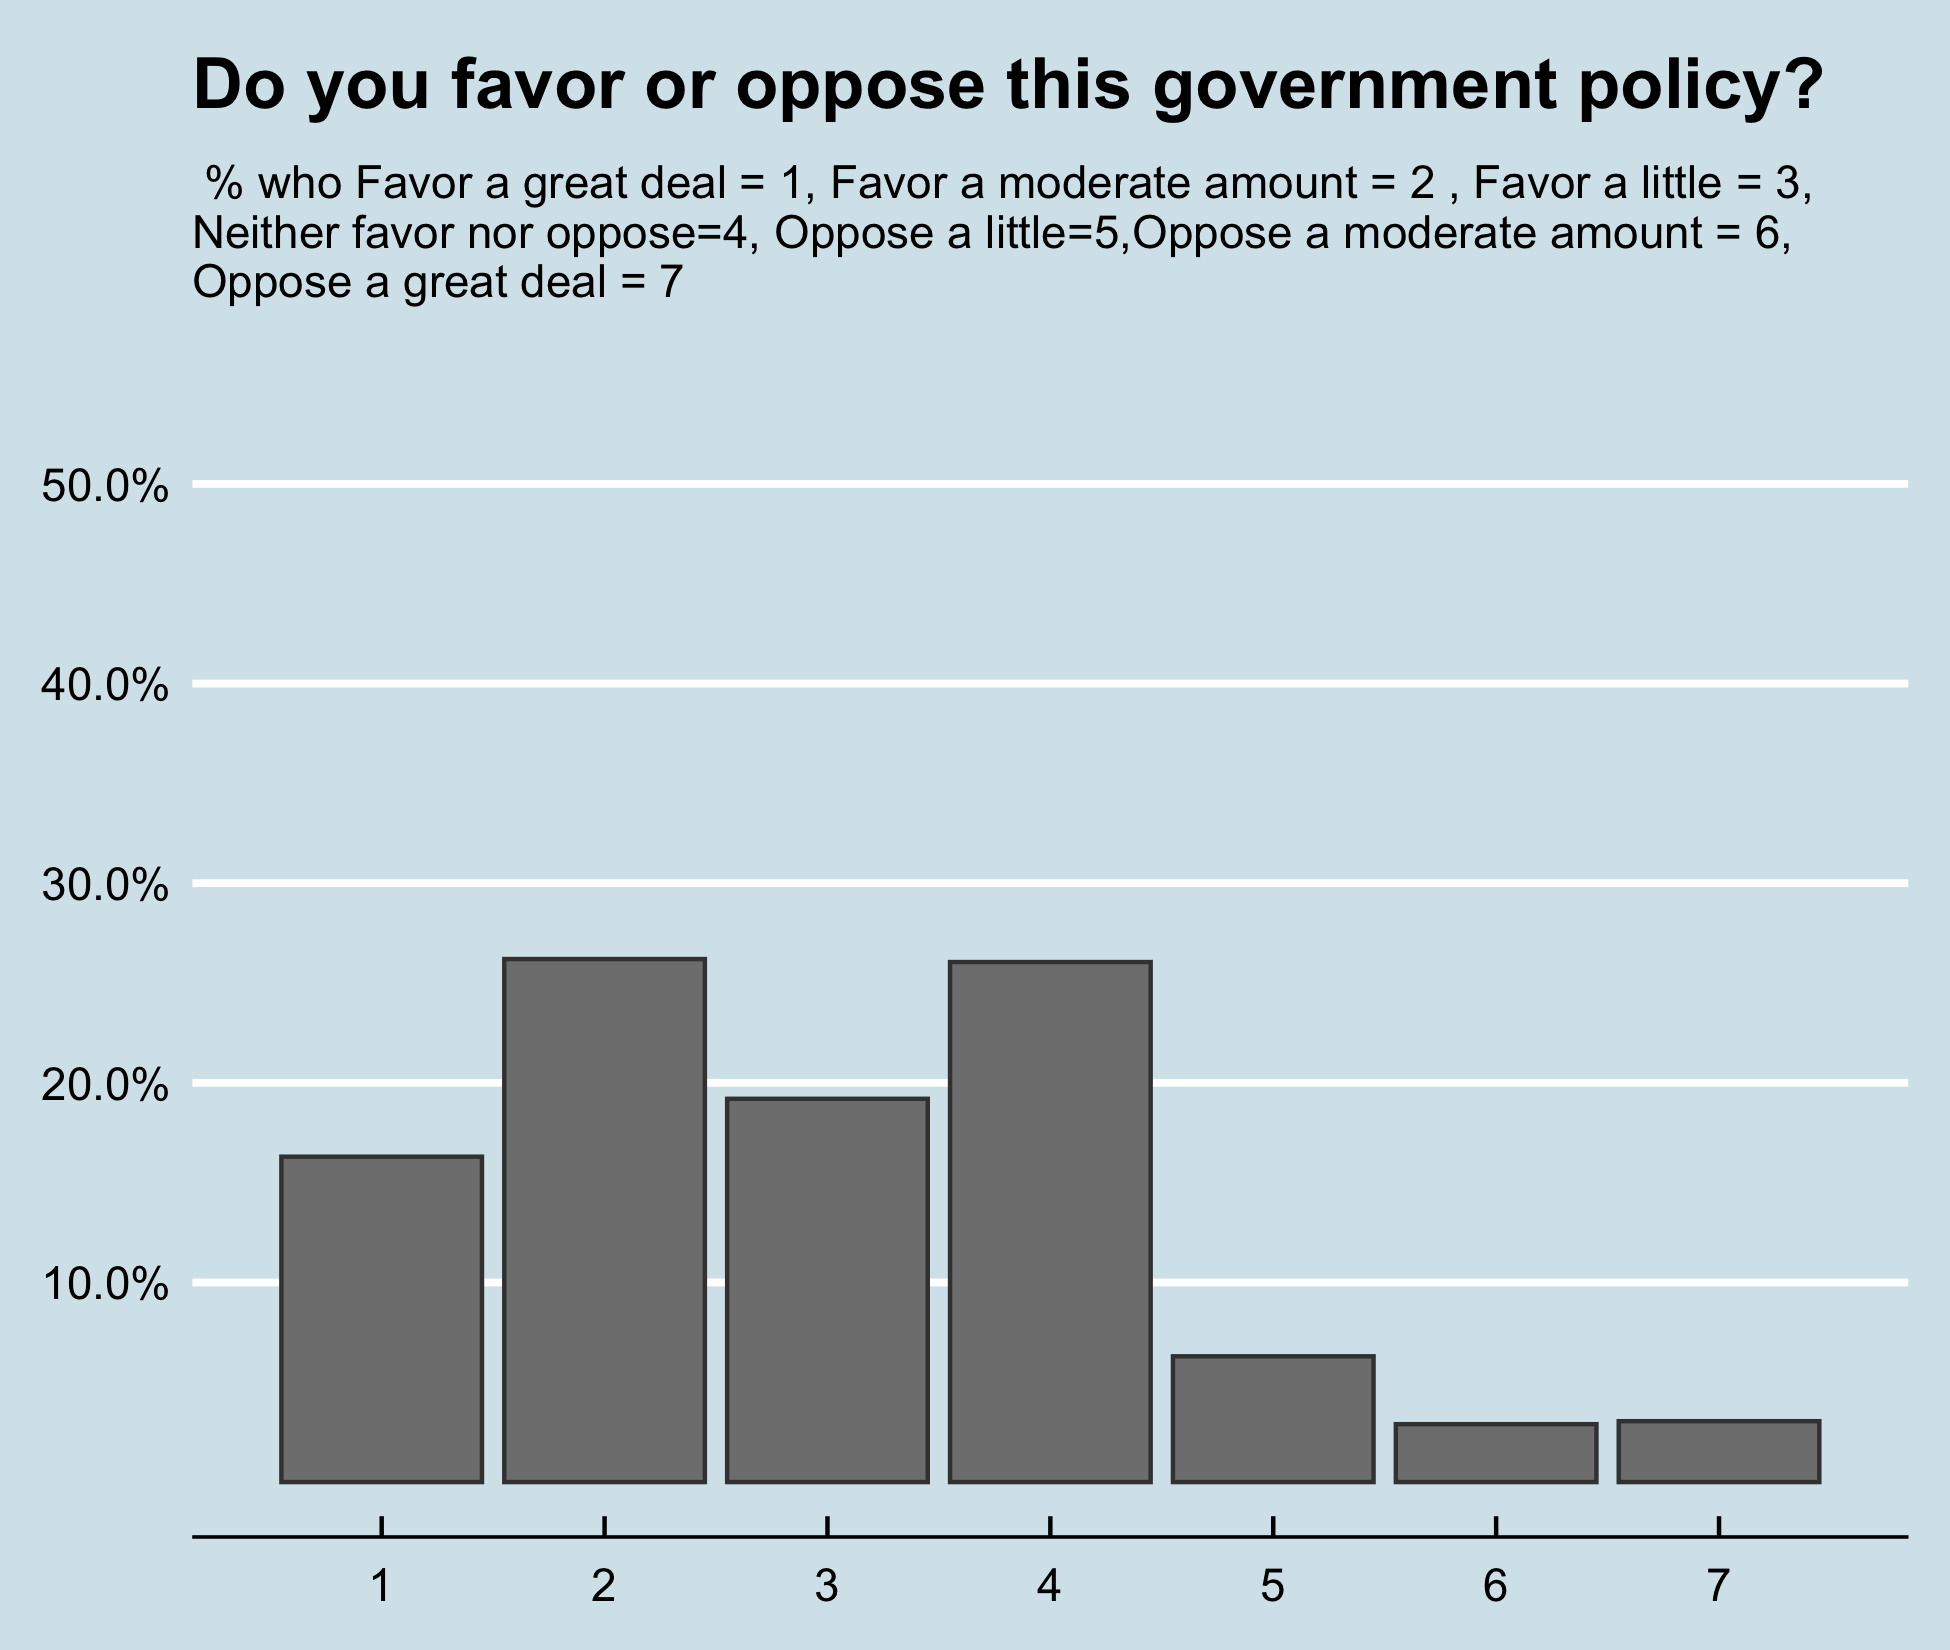 Do you favor or oppose this government policy?
% who Favor a great deal = 1, Favor a moderate amount = 2 , Favor a little = 3,
Neither favor nor oppose=4, Oppose a little=5,Oppose a moderate amount = 6,
Oppose a great deal = 7
50.0%
40.0%
30.0%
20.0%
10.0%
1 2 3 4 5 6 7